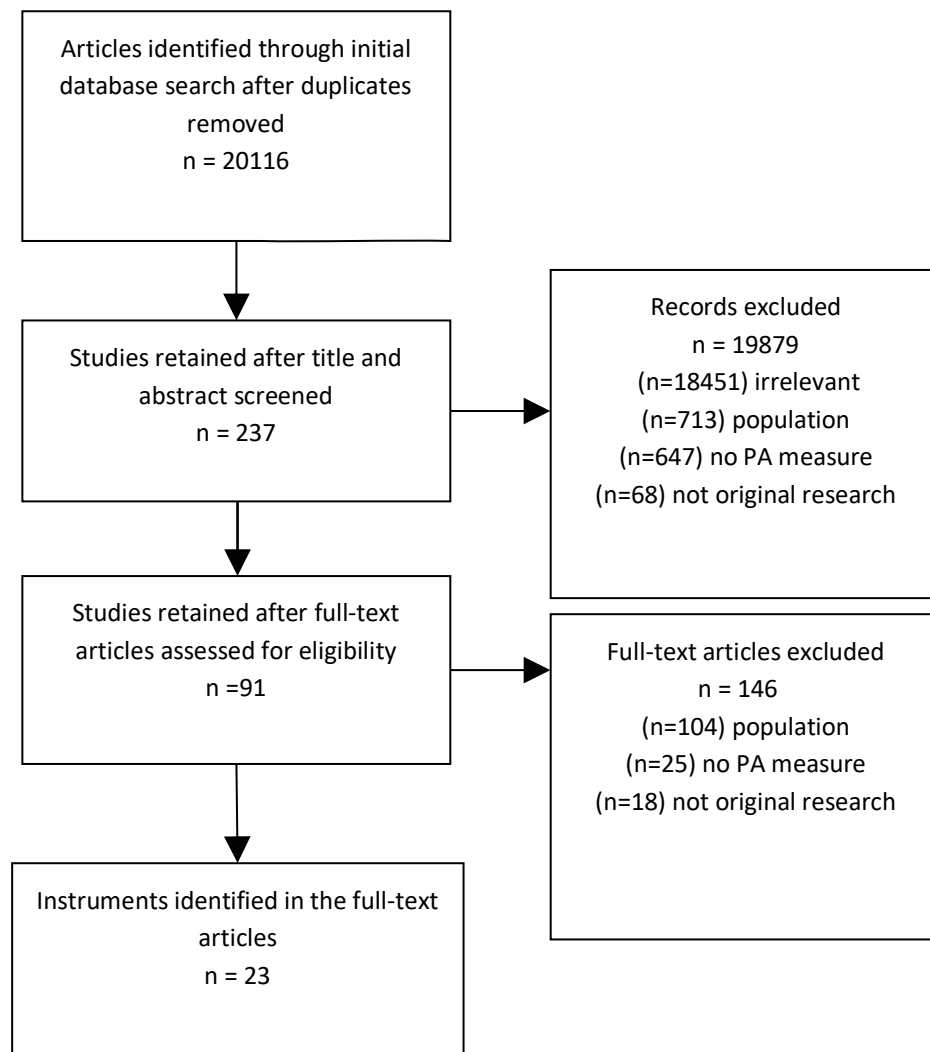 Articles identified through initial
database search after duplicates
removed
n = 20116
Studies retained after title and
abstract screened
n = 237
Records excluded
n = 19879
(n=18451) irrelevant
(n=713) population
(n=647) no PA measure
(n=68) not original research
Studies retained after full-text
articles assessed for eligibility
n =91
Full-text articles excluded
n = 146
(n=104) population
(n=25) no PA measure
(n=18) not original research
Instruments identified in the full-text
articles
n = 23